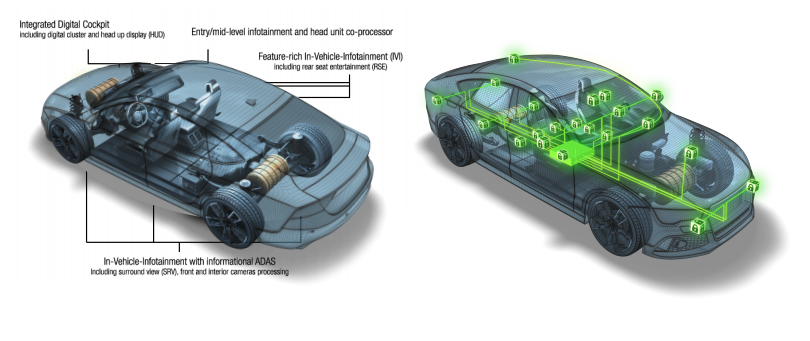 Integrated Digital Cockpit
including digital cluster and head up display (HUD)
Entry/mid-level infotainment and head unit co-processor
Feature-rich In-Vehicle-Infotainment (IVI)
including rear seat entertainment (RSE)
In-Vehicle-Infotainment with informational ADAS
Including surround view (SRV), front and interior cameras processing